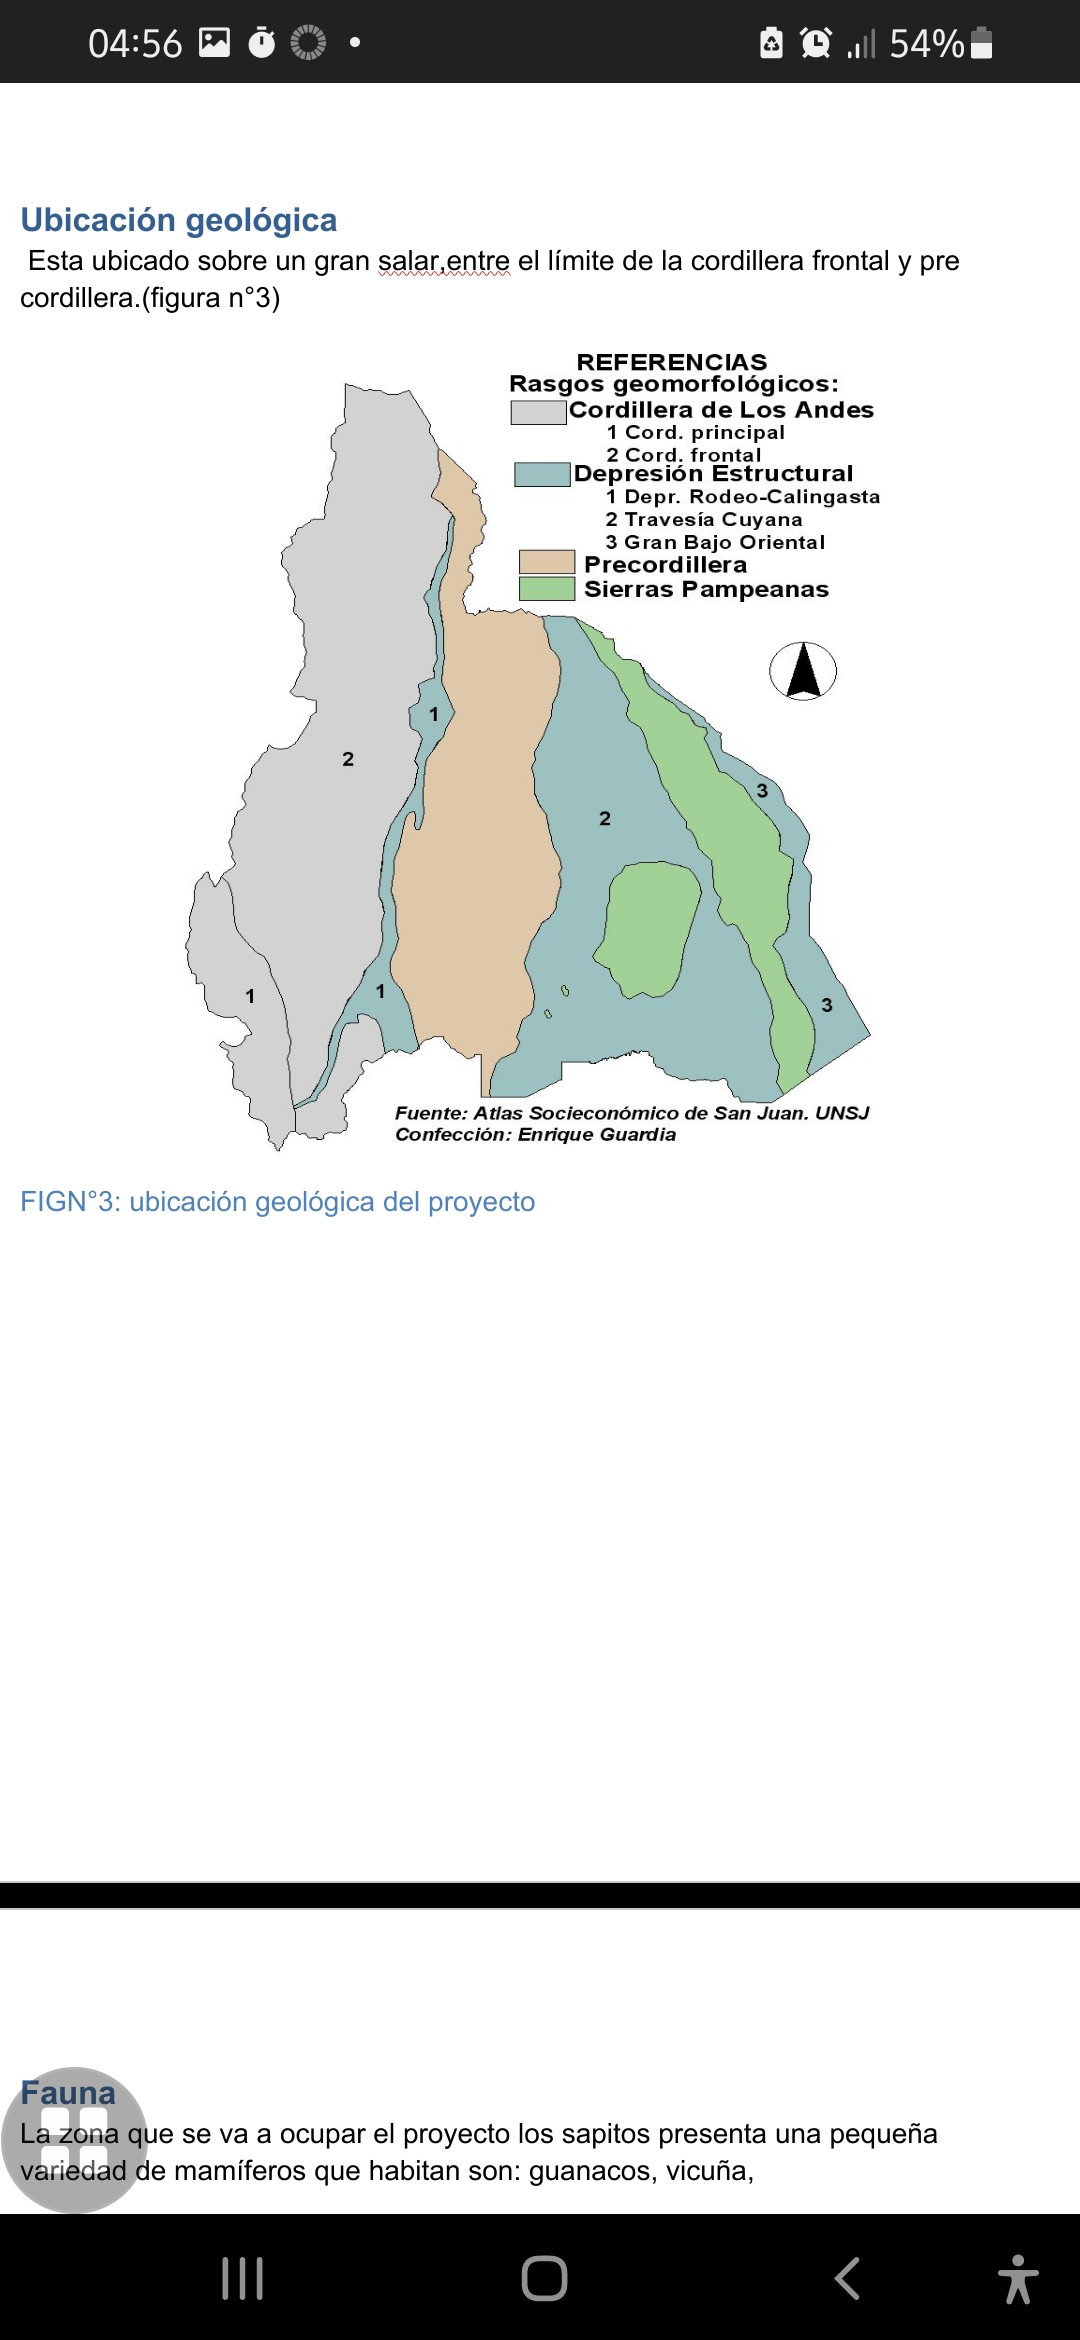 04:56
54%
Ubicación geológica
Esta ubicado sobre un gran salar,entre el límite de la cordillera frontal y pre
cordillera.(figura n°3)
REFERENCIAS
Rasgos geomorfológicos:
Cordillera de Los Andes
1 Cord. principal
2 Cord. frontal
Depresión Estructural
1 Depr. Rodeo-Calingasta
2 Travesía Cuyana
3 Gran Bajo Oriental
Precordillera
Sierras Pampeanas
1
2
3
2
1
1
3
Fuente: Atlas Socieconómico de San Juan. UNSJ
Confección: Enrique Guardia
FIGN°3: ubicación geológica del proyecto
Fauna
La zona que se va a ocupar el proyecto los sapitos presenta una pequeña
variedad de mamíferos que habitan son: guanacos, vicuña,